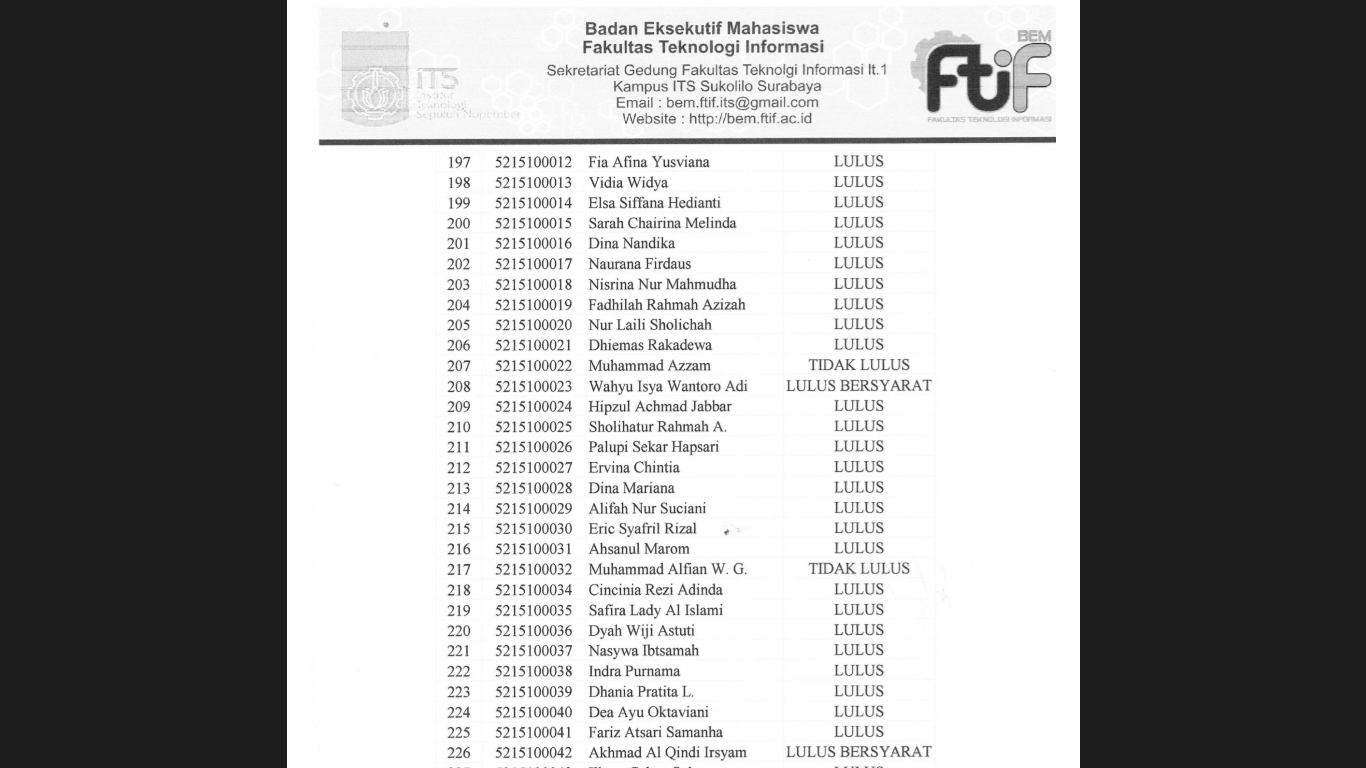 Badan Eksekutif Mahasiswa
Fakultas Teknologi Informasi
Sekretariat Gedung Fakultas Teknolgi Informasi lt.1
Kampus ITS Sukolilo Surabaya
Email : bem.ftif.its@gmail.com
Website : http://bem.ftif.ac.id
ITS
Institut
Teknologi
Sepuluh Nopember
BEM
FTIF
FAKULTAS TEKNOLOGI INFORMASI
197 5215100012 Fia Afina Yusviana LULUS
198 5215100013 Vidia Widya LULUS
199 5215100014 Elsa Siffana Hedianti LULUS
200 5215100015 Sarah Chairina Melinda LULUS
201 5215100016 Dina Nandika LULUS
202 5215100017 Naurana Firdaus LULUS
203 5215100018 Nisrina Nur Mahmudha LULUS
204 5215100019 Fadhilah Rahmah Azizah LULUS
205 5215100020 Nur Laili Sholichah LULUS
206 5215100021 Dhiemas Rakadewa LULUS
207 5215100022 Muhammad Azzam TIDAK LULUS
208 5215100023 Wahyu Isya Wantoro Adi LULUS BERSYARAT
209 5215100024 Hipzul Achmad Jabbar LULUS
210 5215100025 Sholihatur Rahmah A. LULUS
211 5215100026 Palupi Sekar Hapsari LULUS
212 5215100027 Ervina Chintia LULUS
213 5215100028 Dina Mariana LULUS
214 5215100029 Alifah Nur Suciani LULUS
215 5215100030 Eric Syafril Rizal LULUS
216 5215100031 Ahsanul Marom LULUS
217 5215100032 Muhammad Alfian W. G. TIDAK LULUS
218 5215100034 Cincinia Rezi Adinda LULUS
219 5215100035 Safira Lady Al Islami LULUS
220 5215100036 Dyah Wiji Astuti LULUS
221 5215100037 Nasywa Ibtsamah LULUS
222 5215100038 Indra Purnama LULUS
223 5215100039 Dhania Pratita L. LULUS
224 5215100040 Dea Ayu Oktaviani LULUS
225 5215100041 Fariz Atsari Samanha LULUS
226 5215100042 Akhmad Al Qindi Irsyam LULUS BERSYARAT